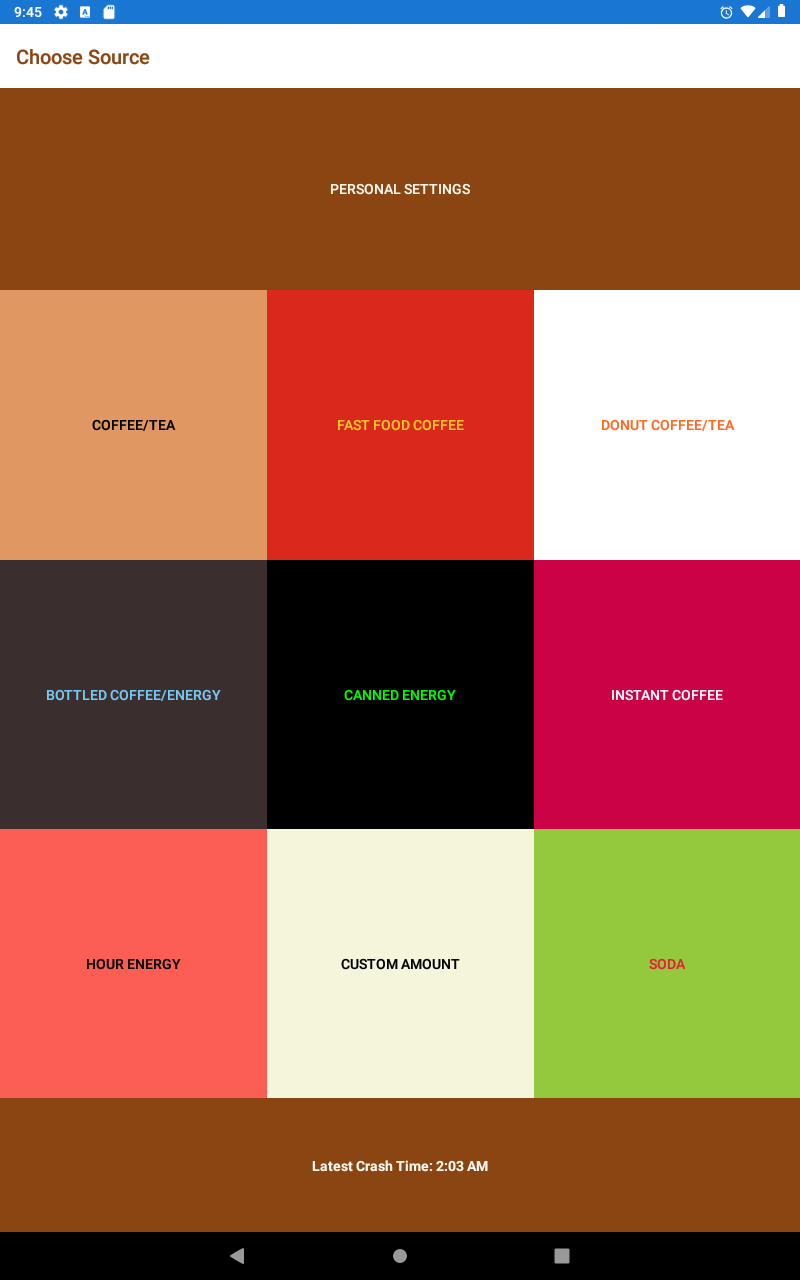 9:45
Choose Source
PERSONAL SETTINGS
COFFEE/TEA
FAST FOOD COFFEE
DONUT COFFEE/TEA
BOTTLED COFFEE/ENERGY
CANNED ENERGY
INSTANT COFFEE
HOUR ENERGY
CUSTOM AMOUNT
SODA
Latest Crash Time: 2:03 AM